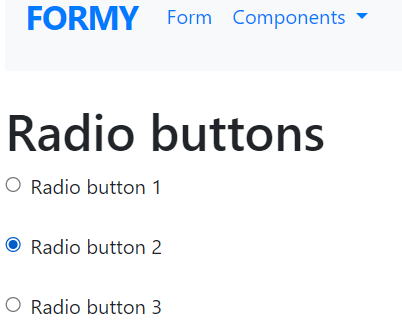 FORMY Form Components
Radio buttons
Radio button 1
Radio button 2
Radio button 3